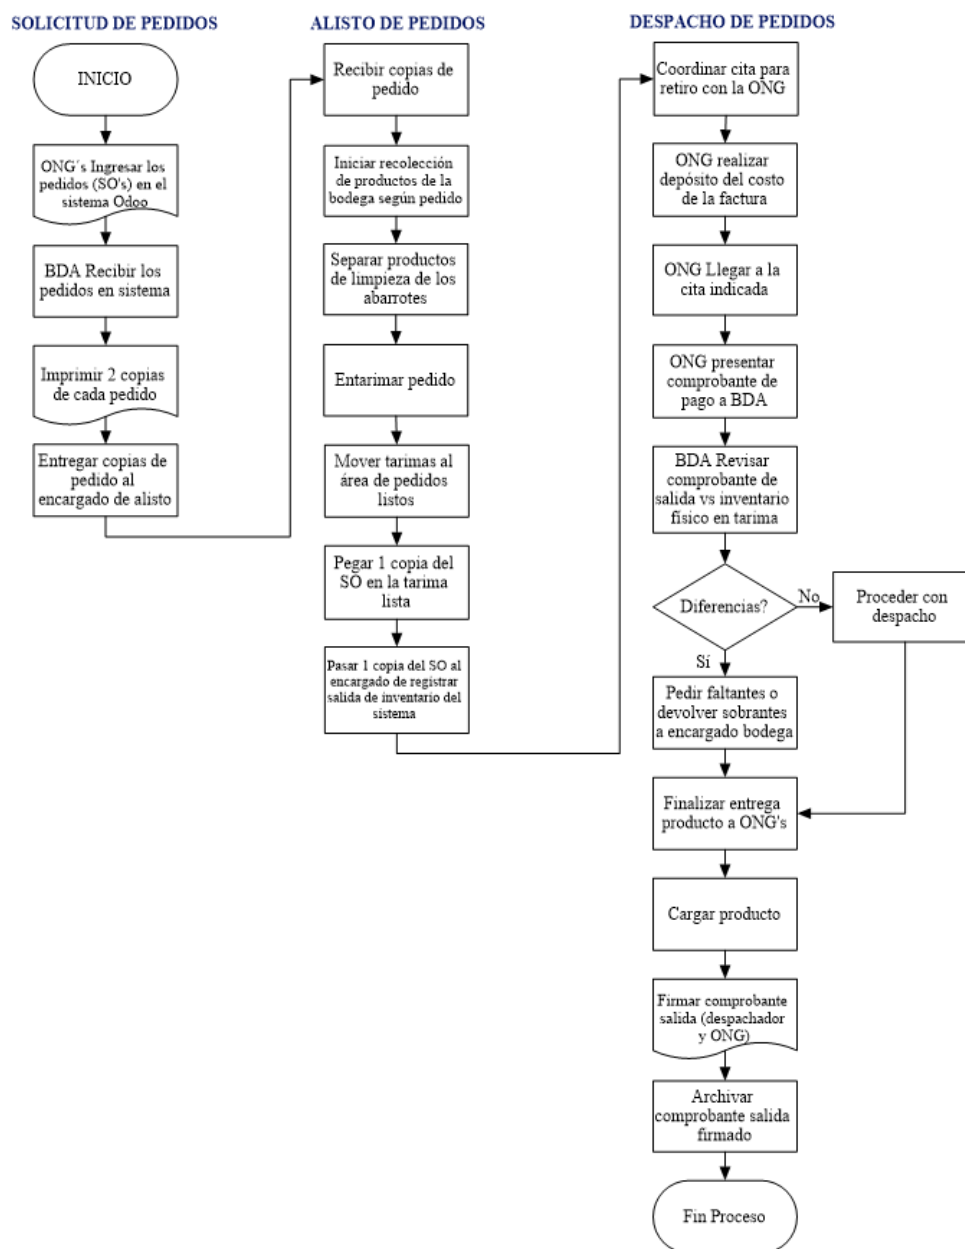 SOLICITUD DE PEDIDOS
INICIO
ONG´s Ingresar los
pedidos (SO's) en el
sistema Odoo
BDA Recibir los
pedidos en sistema
Imprimir 2 copias
de cada pedido
Entregar copias de
pedido al
encargado de alisto
ALISTO DE PEDIDOS
Recibir copias de
pedido
Iniciar recolección
de productos de la
bodega según pedido
Separar productos
de limpieza de los
abarrotes
Entarimar pedido
Mover tarimas al
área de pedidos
listos
Pegar 1 copia del
SO en la tarima
lista
Pasar 1 copia del SO al
encargado de registrar
salida de inventario del
sistema
DESPACHO DE PEDIDOS
Coordinar cita para
retiro con la ONG
ONG realizar
depósito del costo
de la factura
ONG Llegar a la
cita indicada
ONG presentar
comprobante de
pago a BDA
BDA Revisar
comprobante de
salida vs inventario
físico en tarima
Diferencias?
No
Proceder con
despacho
Sí
Pedir faltantes o
devolver sobrantes
a encargado bodega
Finalizar entrega
producto a ONG's
Cargar producto
Firmar comprobante
salida (despachador
y ONG)
Archivar
comprobante salida
firmado
Fin Proceso